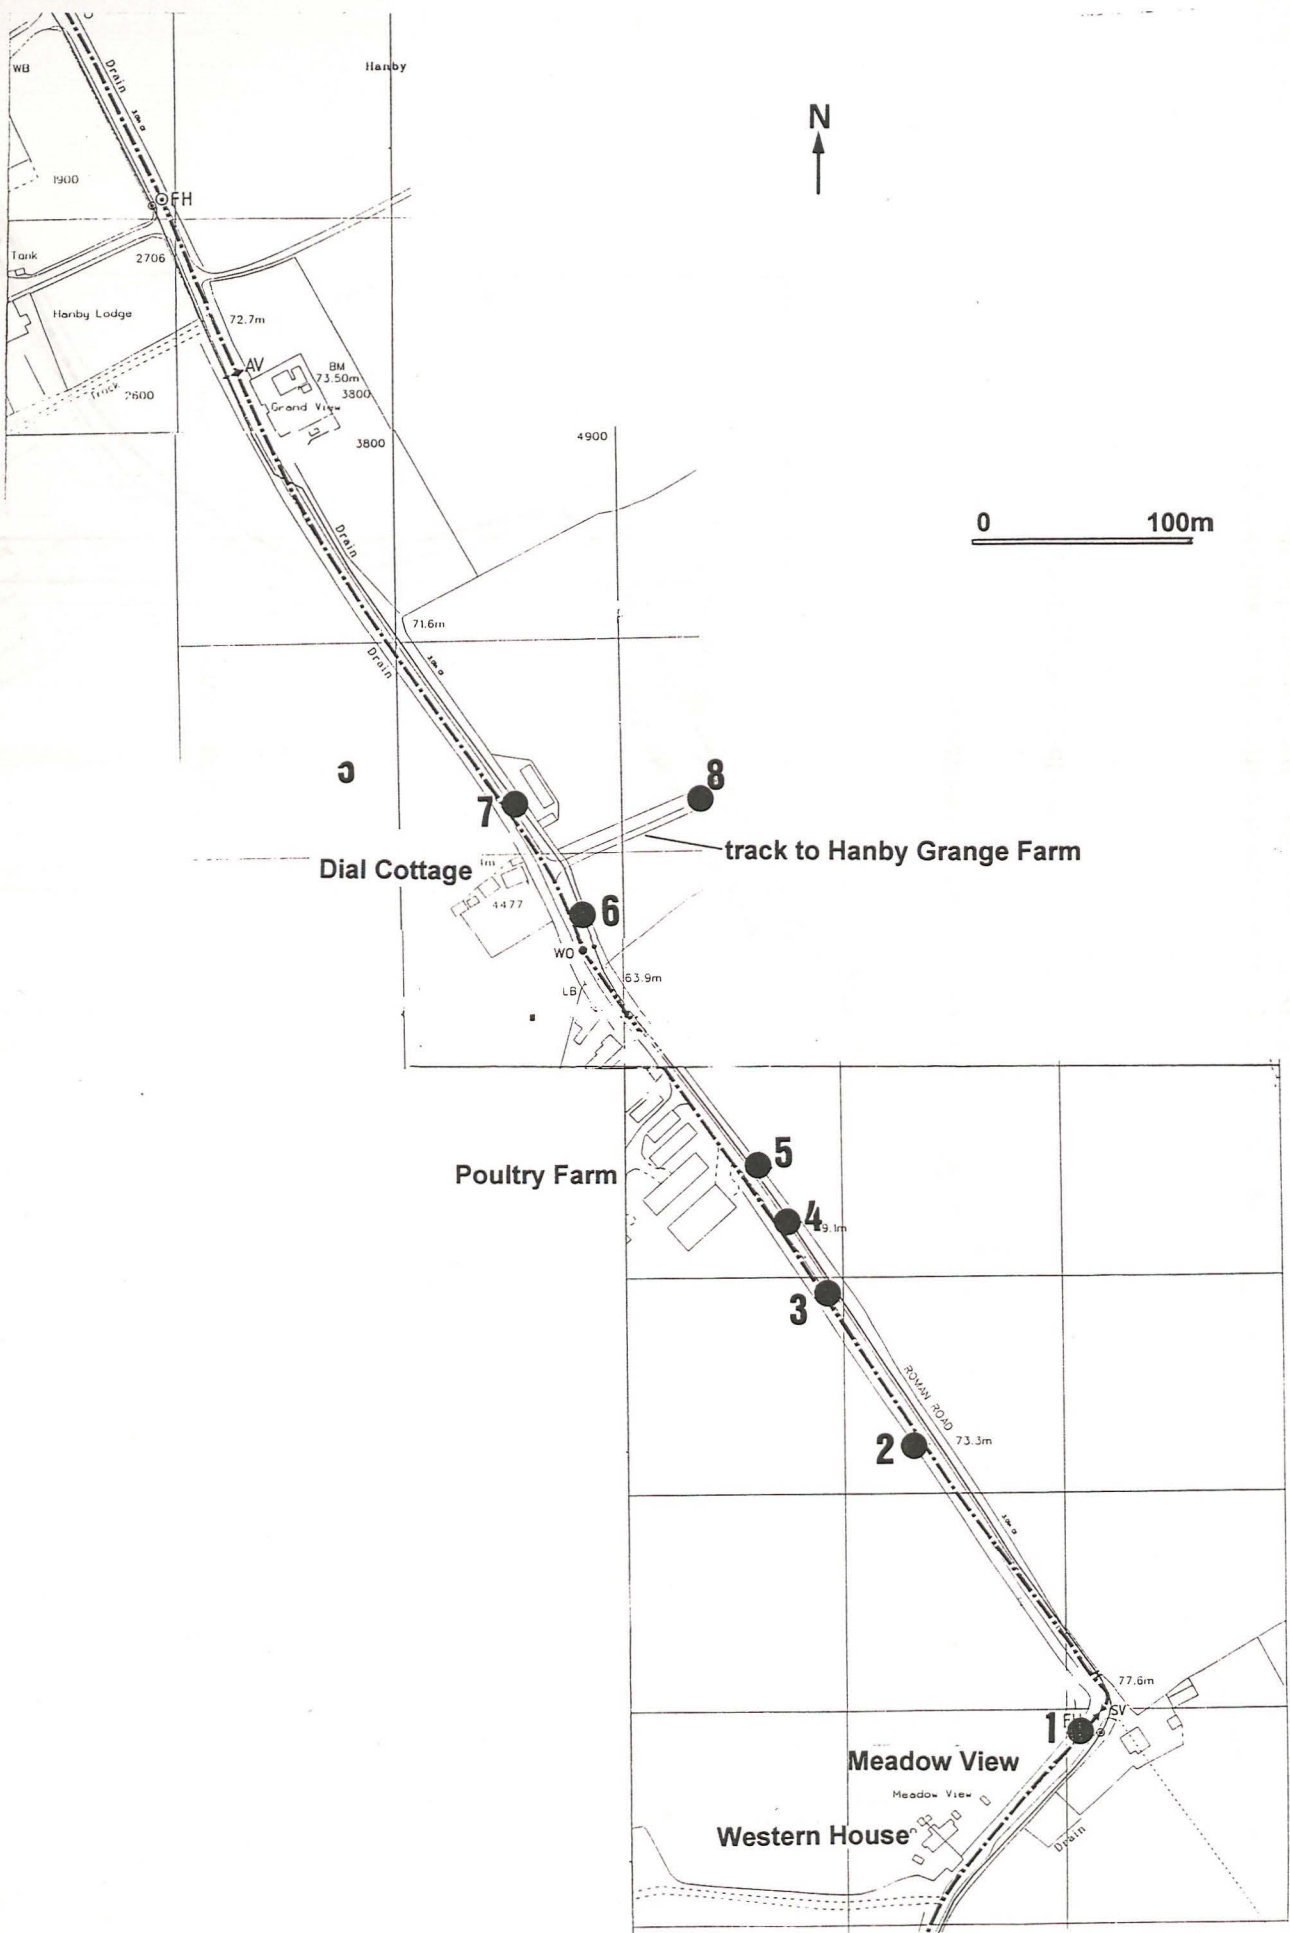 Drain
WB
Hanby
N
1900
FH
Tank
2706
Hanby Lodge
72.7m
AV
BM
73.50m
Track
2600
3800
Grand View
3800
4900
0 100m
Drain
71.6m
Drain
8
7
track to Hanby Grange Farm
Dial Cottage
4477
6
WO
63.9m
LB
5
Poultry Farm
4
9.1m
3
ROMAN ROAD
2
73.3m
77.6m
SV
1
Meadow View
Meadow View
Western House
Drain